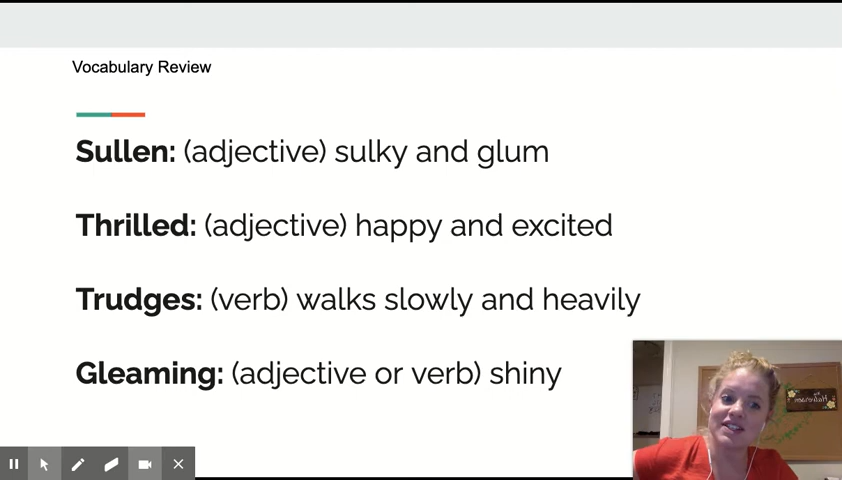 Vocabulary Review
Sullen: (adjective) sulky and glum
Thrilled: (adjective) happy and excited
Trudges: (verb) walks slowly and heavily
Gleaming: (adjective or verb) shiny